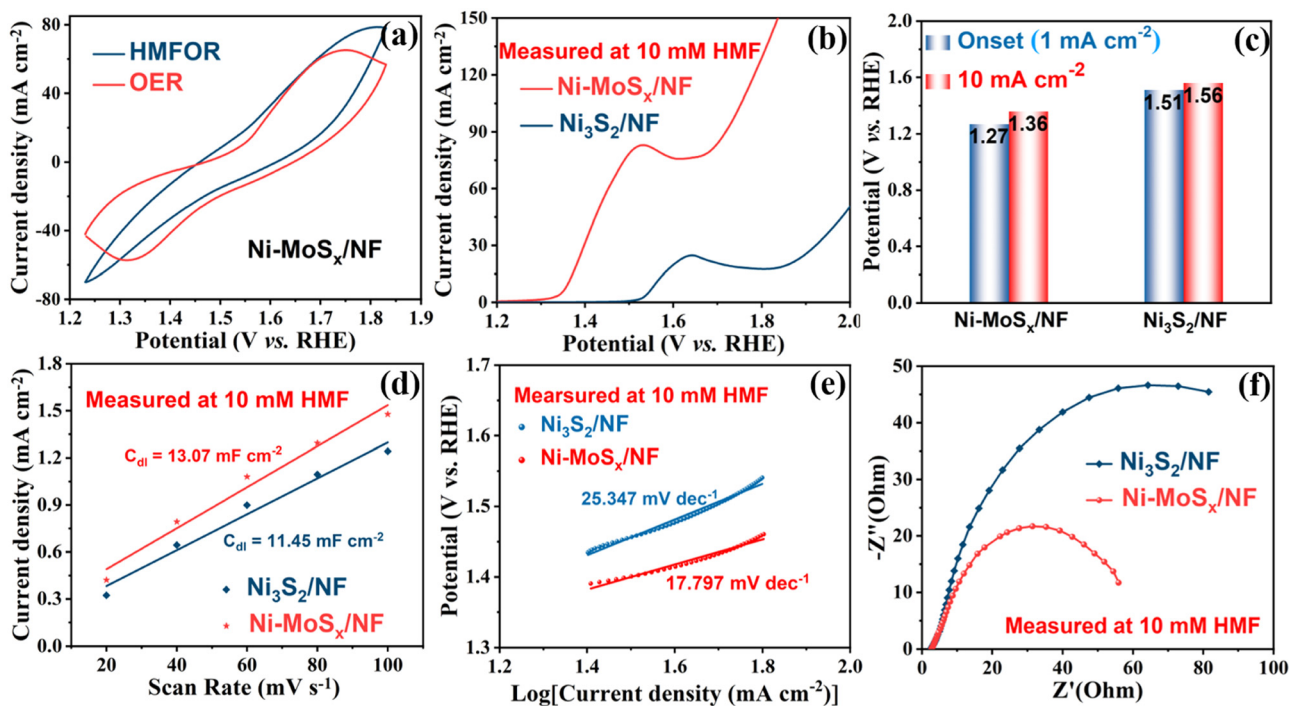 (a)
HMFOR
OER
Ni-MoSx/NF
Current density (mA cm-2)
80
40
0
-40
-80
1.2 1.3 1.4 1.5 1.6 1.7 1.8 1.9
Potential (V vs. RHE)
(b)
Measured at 10 mM HMF
Ni-MoSx/NF
Ni3S2/NF
Current density (mA cm-2)
150
120
90
60
30
0
1.2 1.4 1.6 1.8 2.0
Potential (V vs. RHE)
(c)
Onset (1 mA cm-2)
10 mA cm-2
1.27
1.36
1.51
1.56
Potential (V vs. RHE)
2.0
1.6
1.2
0.8
0.4
0.0
Ni-MoSx/NF Ni3S2/NF
(d)
Measured at 10 mM HMF
Cdl = 13.07 mF cm-2
Cdl = 11.45 mF cm-2
Ni3S2/NF
Ni-MoSx/NF
Current density (mA cm-2)
1.8
1.5
1.2
0.9
0.6
0.3
0.0
20 40 60 80 100
Scan Rate (mV s-1)
(e)
Mearsured at 10 mM HMF
Ni3S2/NF
Ni-MoSx/NF
25.347 mV dec-1
17.797 mV dec-1
Potential (V vs. RHE)
1.7
1.6
1.5
1.4
1.3
1.2 1.4 1.6 1.8 2.0
Log[Current density (mA cm-2)]
(f)
Ni3S2/NF
Ni-MoSx/NF
Measured at 10 mM HMF
-Z''(Ohm)
50
40
30
20
10
0
0 20 40 60 80 100
Z'(Ohm)